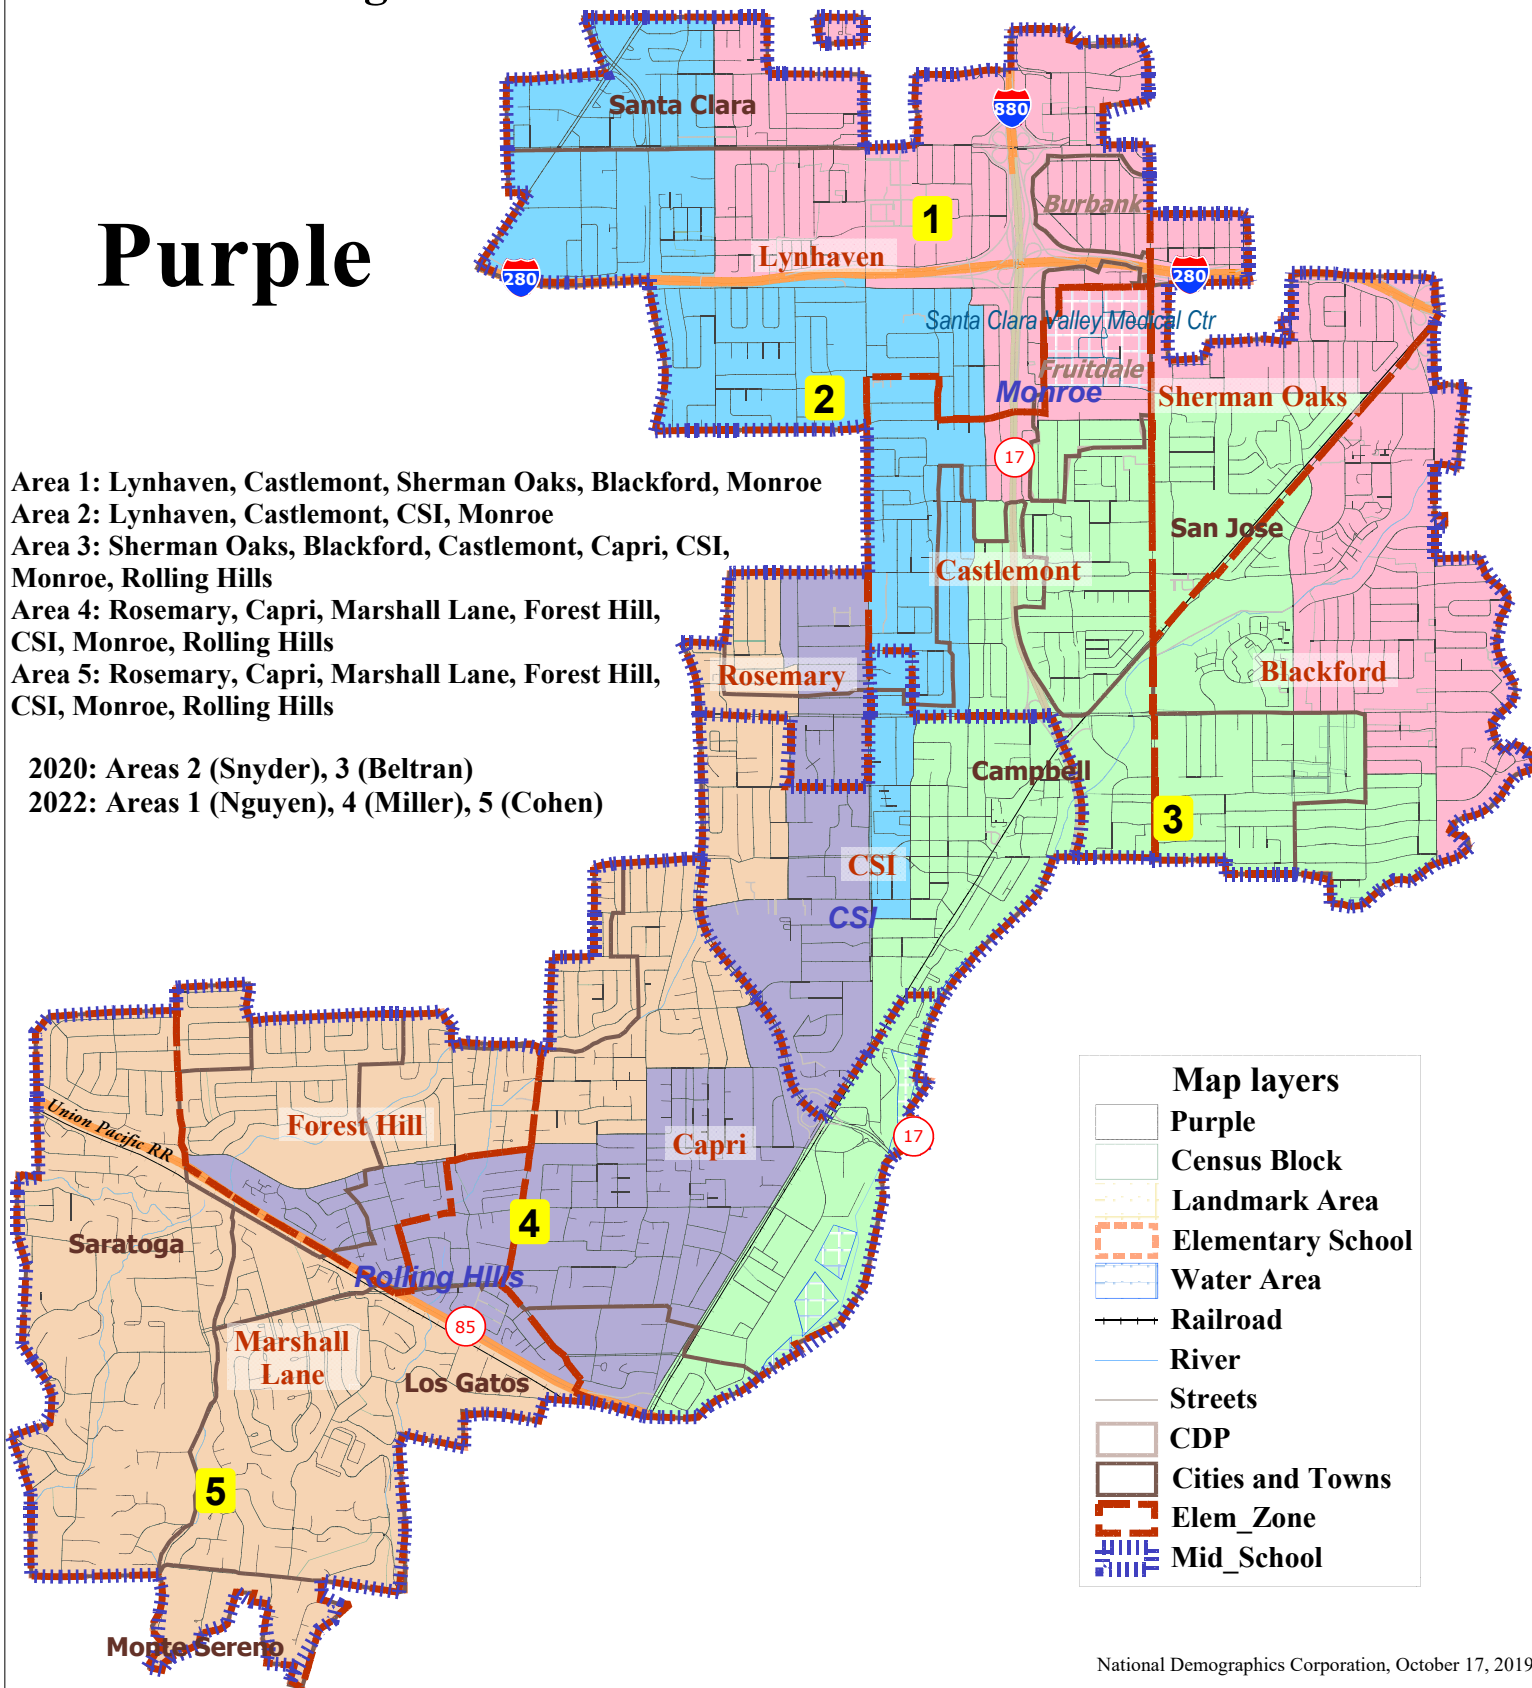 Purple
Santa Clara
880
1
Burbank
Lynhaven
280
280
Santa Clara Valley Medical Ctr
Fruitdale
2
Monroe
Sherman Oaks
17
Area 1: Lynhaven, Castlemont, Sherman Oaks, Blackford, Monroe
Area 2: Lynhaven, Castlemont, CSI, Monroe
Area 3: Sherman Oaks, Blackford, Castlemont, Capri, CSI,
Monroe, Rolling Hills
Area 4: Rosemary, Capri, Marshall Lane, Forest Hill,
CSI, Monroe, Rolling Hills
Area 5: Rosemary, Capri, Marshall Lane, Forest Hill,
CSI, Monroe, Rolling Hills
2020: Areas 2 (Snyder), 3 (Beltran)
2022: Areas 1 (Nguyen), 4 (Miller), 5 (Cohen)
San Jose
Castlemont
Rosemary
Blackford
Campbell
3
CSI
CSI
Union Pacific RR
Forest Hill
Capri
17
4
Saratoga
Rolling HIlls
85
Marshall
Lane
Los Gatos
5
Monte Sereno
Map layers
Purple
Census Block
Landmark Area
Elementary School
Water Area
Railroad
River
Streets
CDP
Cities and Towns
Elem_Zone
Mid_School
National Demographics Corporation, October 17, 2019